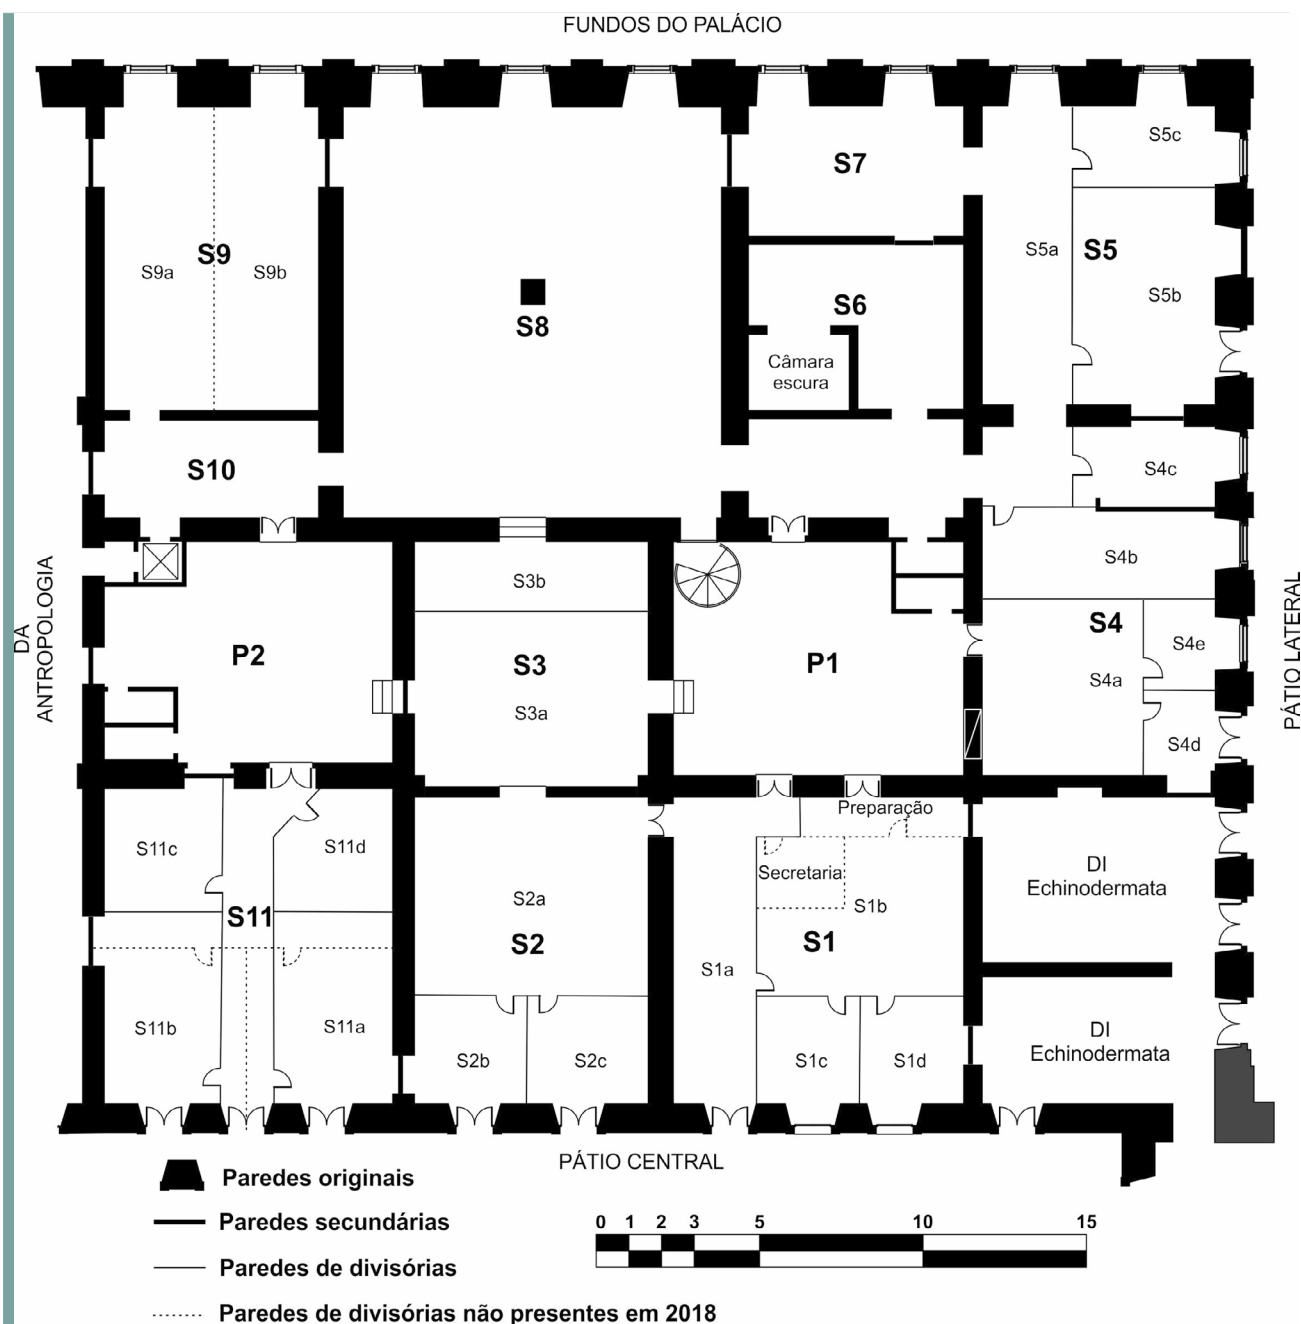 FUNDOS DO PALÁCIO
S5c
S7
S9
S9a
S9b
S5a
S5
S5b
S8
S6
Câmara
escura
S10
S4c
S4b
S3b
DA
ANTROPOLOGIA
P2
S3
S3a
P1
S4
S4a
S4e
S4d
PÁTIO LATERAL
Preparação
S11c
S11d
S11
S2a
S2
Secretaria
S1b
S1
S1a
DI
Echinodermata
S11b
S11a
S2b
S2c
S1c
S1d
DI
Echinodermata
PÁTIO CENTRAL
Paredes originais
Paredes secundárias
Paredes de divisórias
Paredes de divisórias não presentes em 2018
0 1 2 3 5 10 15